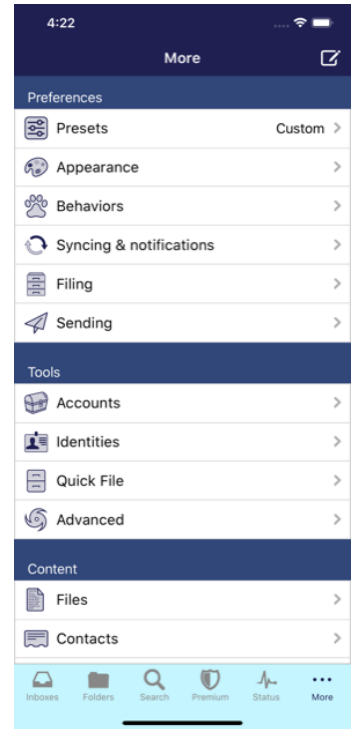 4:22
More
Preferences
Presets Custom
Appearance
Behaviors
Syncing & notifications
Filing
Sending
Tools
Accounts
Identities
Quick File
Advanced
Content
Files
Contacts
Inboxes Folders Search Premium Status More